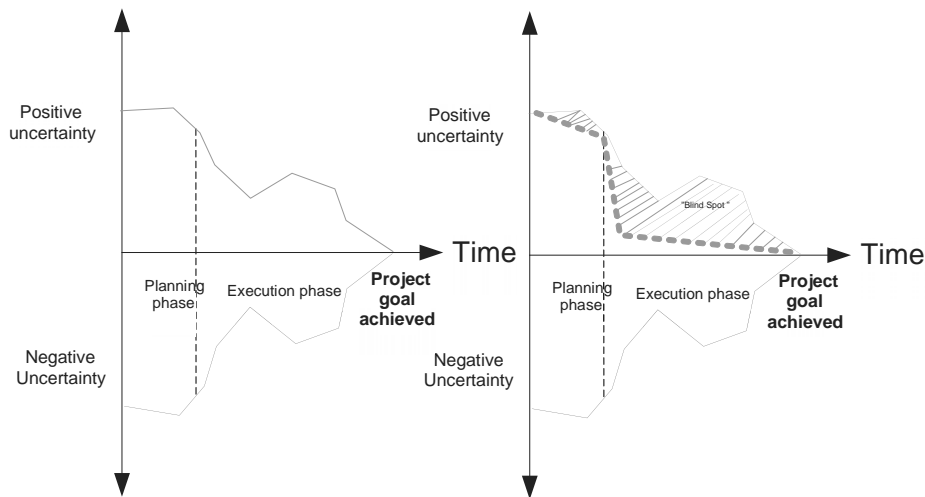 Positive
uncertainty
Time
Planning
phase
Execution phase
Project
goal
achieved
Negative
Uncertainty
Positive
uncertainty
"Blind Spot "
Time
Planning
phase
Execution phase
Project
goal
achieved
Negative
Uncertainty